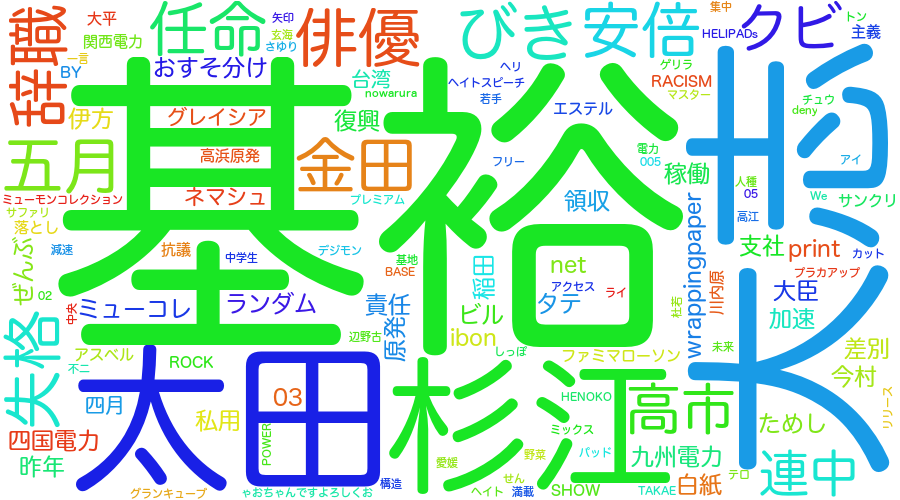 基裕
太田
杉江
松
俳優
安倍
びき
クビ
任命
辞職
五月
金田
高市
連中
失格
大平
関西電力
BY
一言
矢印
玄海
さゆり
おすそ分け
台湾
nowarura
ヘイトスピーチ
若手
ヘリ
エステル
ゲリラ
RACISM
マスター
HELIPADs
集中
トン
主義
チュウ
deny
伊方
グレイシア
復興
高浜原発
ネマシュ
ミューモンコレクション
サファリ
落とし
減速
抗議
中学生
デジモン
プレミアム
フリー
電力
005
稼働
領収
人種
05
高江
アイ
We
サンクリ
カット
支社
print
プラカアップ
wrappingpaper
川内原
大臣
加速
杜若
未来
差別
今村
リリース
ためし
ぜんぶ
02
中央
ミューコレ
ランダム
基地
BASE
稲田
net
アクセス
タテ
ライ
責任
原発
辺野古
ビル
ibon
しっぽ
ファミマローソン
アスベル
不二
ROCK
四月
03
私用
POWER
四国電力
昨年
グランキューブ
ゃおちゃんですよろしくお
構造
愛媛
ヘイト
せん
満載
野菜
ミックス
HENOKO
パッド
SHOW
九州電力
TAKAE
白紙
テロ